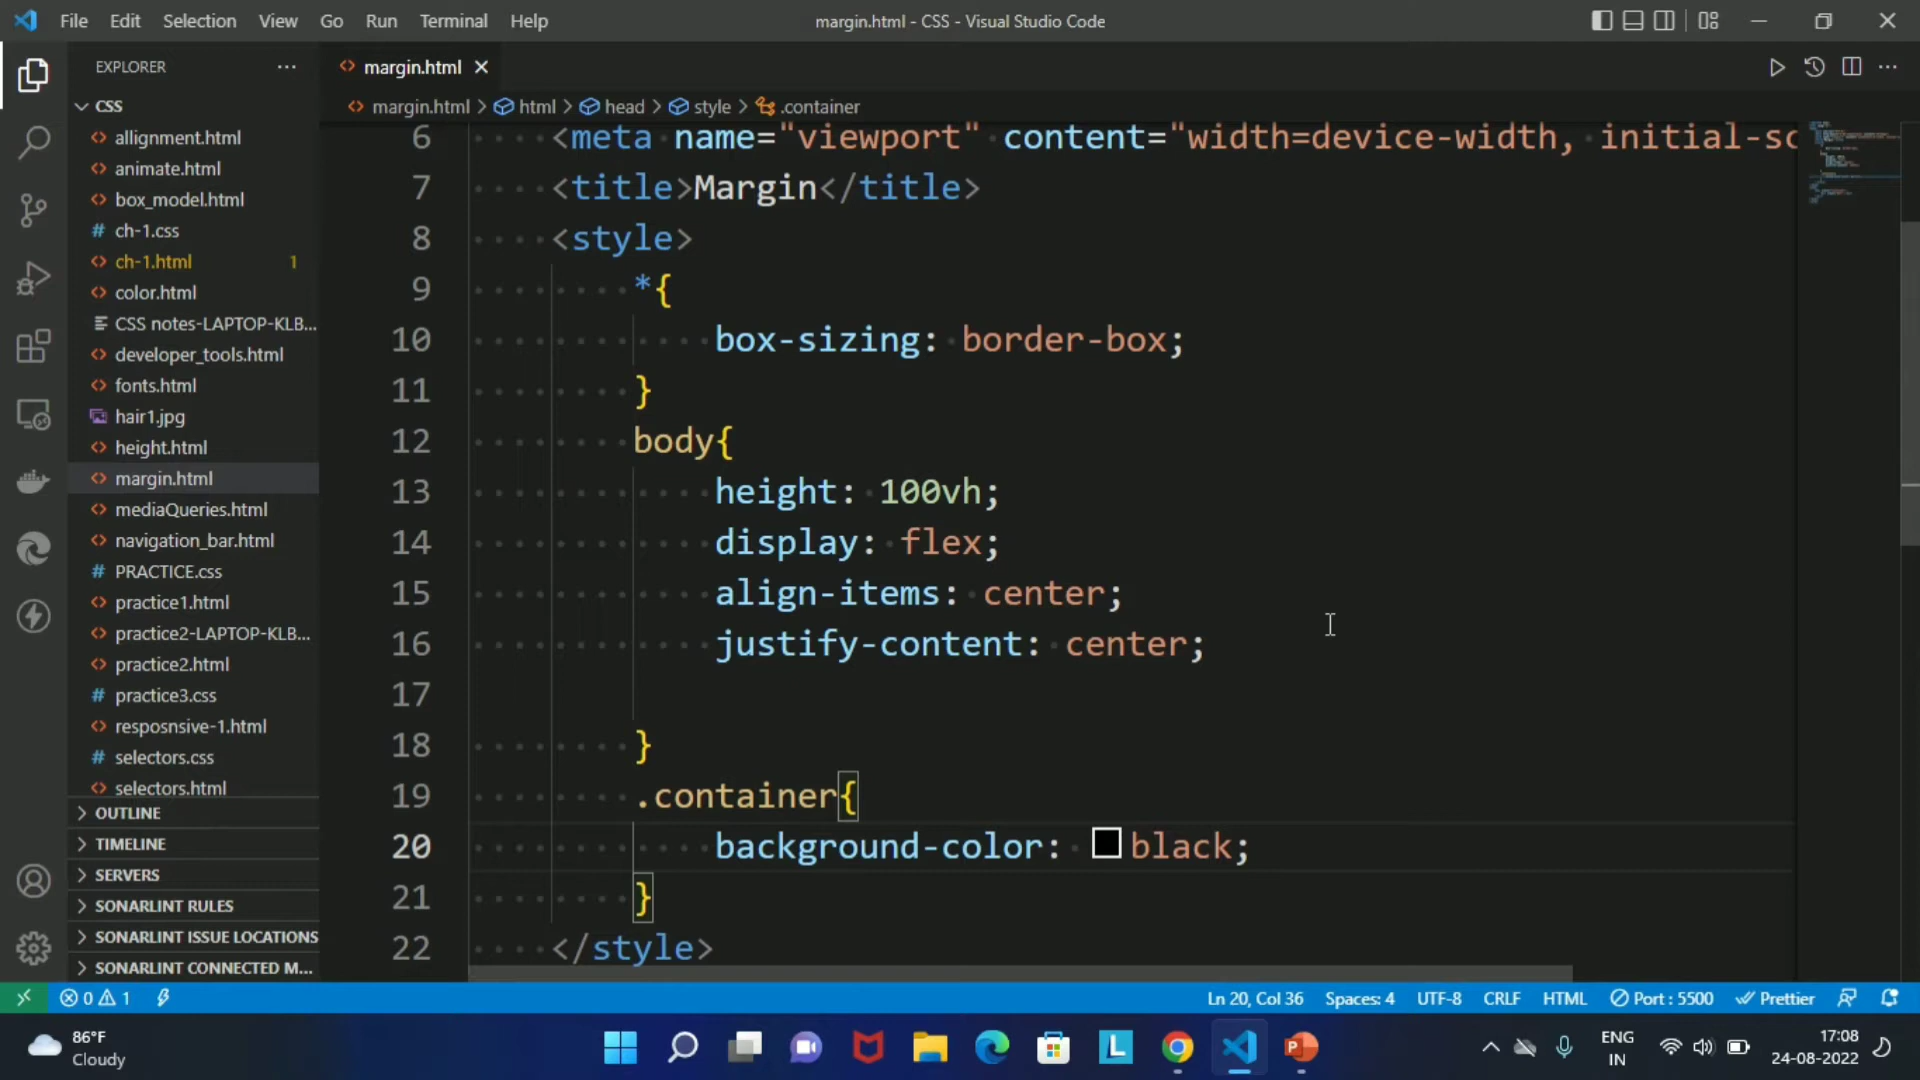 File Edit Selection View Go Run Terminal Help
margin.html - CSS - Visual Studio Code
EXPLORER
CSS
allignment.html
animate.html
box_model.html
ch-1.css
ch-1.html 1
color.html
CSS notes-LAPTOP-KLB...
developer_tools.html
fonts.html
hair1.jpg
height.html
margin.html
mediaQueries.html
navigation_bar.html
PRACTICE.css
practice1.html
practice2-LAPTOP-KLB...
practice2.html
practice3.css
resposnsive-1.html
selectors.css
selectors.html
OUTLINE
TIMELINE
SERVERS
SONARLINT RULES
SONARLINT ISSUE LOCATIONS
SONARLINT CONNECTED M...
margin.html
margin.html > html > head > style > .container
6 <meta name="viewport" content="width=device-width, initial-sc
7 <title>Margin</title>
8 <style>
9 *{
10 box-sizing: border-box;
11 }
12 body{
13 height: 100vh;
14 display: flex;
15 align-items: center;
16 justify-content: center;
17
18 }
19 .container{
20 background-color: black;
21 }
22 </style>
0 1
Ln 20, Col 36 Spaces: 4 UTF-8 CRLF HTML Port : 5500 Prettier
86°F
Cloudy
L
P
ENG
IN
17:08
24-08-2022